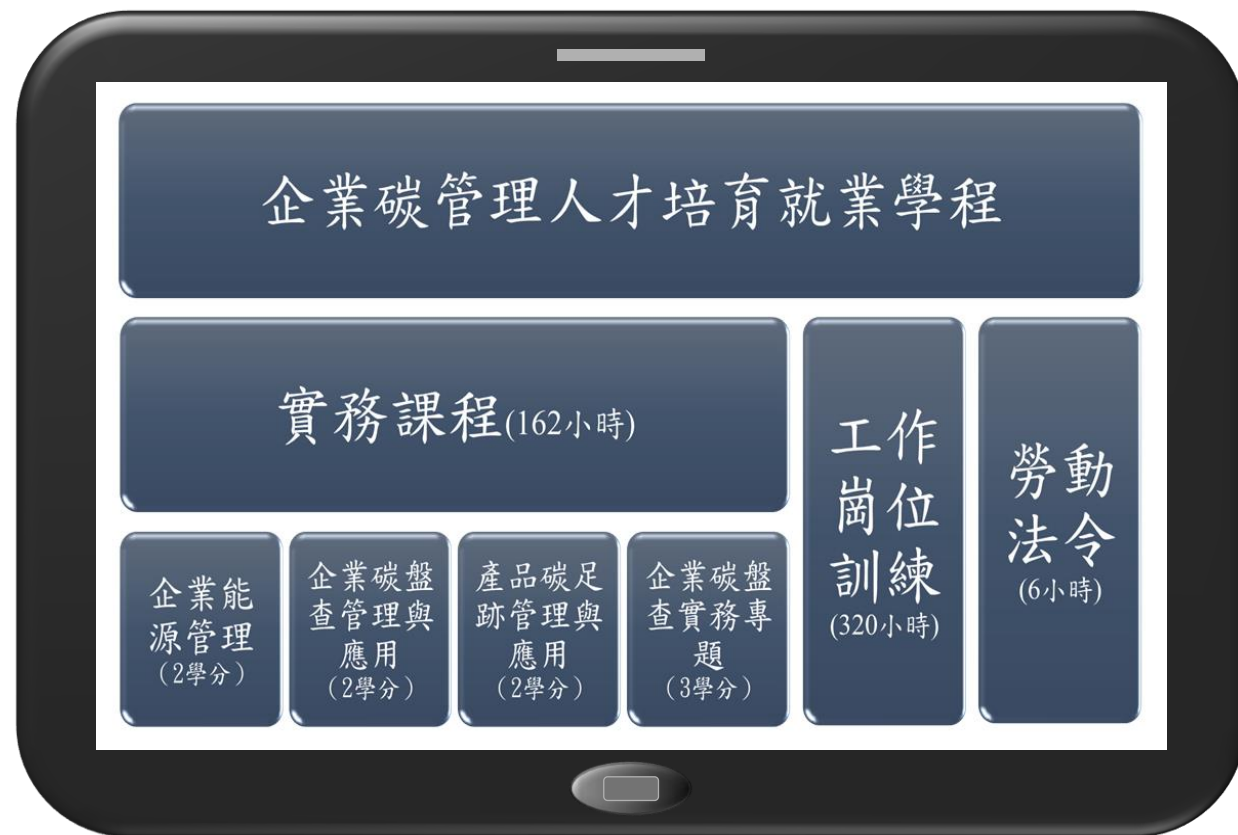 企業碳管理人才培育就業學程
實務課程(162小時)
工作
崗位
訓練
(320小時)
勞動
法令
(6小時)
企業能
源管理
（2學分）
企業碳盤
查管理與
應用
（2學分）
產品碳足
跡管理與
應用
（2學分）
企業碳盤
查實務專
題
（3學分）